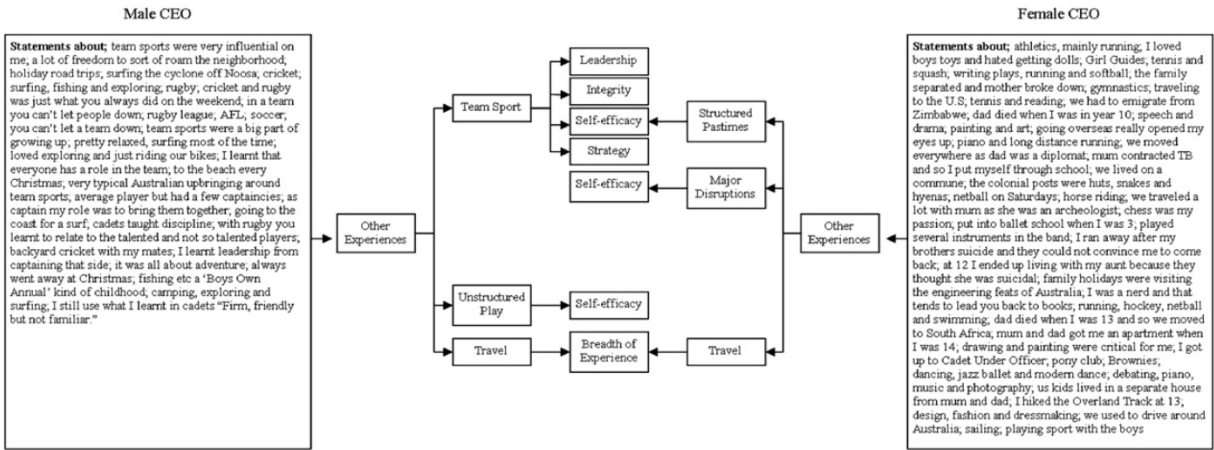 Male CEO
Statements about; team sports were very influential on
me; a lot of freedom to sort of roam the neighborhood;
holiday road trips; surfing the cyclone off Noosa; cricket;
surfing, fishing and exploring; rugby; cricket and rugby
was just what you always did on the weekend; in a team
you can't let people down; rugby league; AFL; soccer;
you can't let a team down; team sports were a big part of
growing up; pretty relaxed, surfing most of the time;
loved exploring and just riding our bikes; I learnt that
everyone has a role in the team; to the beach every
Christmas; very typical Australian upbringing around
team sports; average player but had a few captaincies; as
captain my role was to bring them together; going to the
coast for a surf; cadets taught discipline; with rugby you
learnt to relate to the talented and not so talented players;
backyard cricket with my mates; I learnt leadership from
captaining that side; it was all about adventure; always
went away at Christmas; fishing etc a 'Boys Own
Annual' kind of childhood; camping, exploring and
surfing; I still use what I learnt in cadets "Firm, friendly
but not familiar."
Other
Experiences
Team Sport
Unstructured
Play
Travel
Leadership
Integrity
Self-efficacy
Strategy
Self-efficacy
Self-efficacy
Breadth of
Experience
Structured
Pastimes
Major
Disruptions
Travel
Other
Experiences
Female CEO
Statements about; athletics, mainly running; I loved
boys toys and hated getting dolls; Girl Guides; tennis and
squash; writing plays, running and softball; the family
separated and mother broke down; gymnastics; traveling
to the U.S; tennis and reading; we had to emigrate from
Zimbabwe; dad died when I was in year 10; speech and
drama; painting and art; going overseas really opened my
eyes up; piano and long distance running; we moved
everywhere as dad was a diplomat; mum contracted TB
and so I put myself through school; we lived on a
commune; the colonial posts were huts, snakes and
hyenas; netball on Saturdays; horse riding; we traveled a
lot with mum as she was an archeologist; chess was my
passion; put into ballet school when I was 3; played
several instruments in the band; I ran away after my
brothers suicide and they could not convince me to come
back; at 12 I ended up living with my aunt because they
thought she was suicidal; family holidays were visiting
the engineering feats of Australia; I was a nerd and that
tends to lead you back to books; running, hockey, netball
and swimming; dad died when I was 13 and so we moved
to South Africa; mum and dad got me an apartment when
I was 14; drawing and painting were critical for me; I got
up to Cadet Under Officer; pony club; Brownies;
dancing, jazz ballet and modern dance; debating, piano,
music and photography; us kids lived in a separate house
from mum and dad; I hiked the Overland Track at 13;
design, fashion and dressmaking; we used to drive around
Australia; sailing; playing sport with the boys